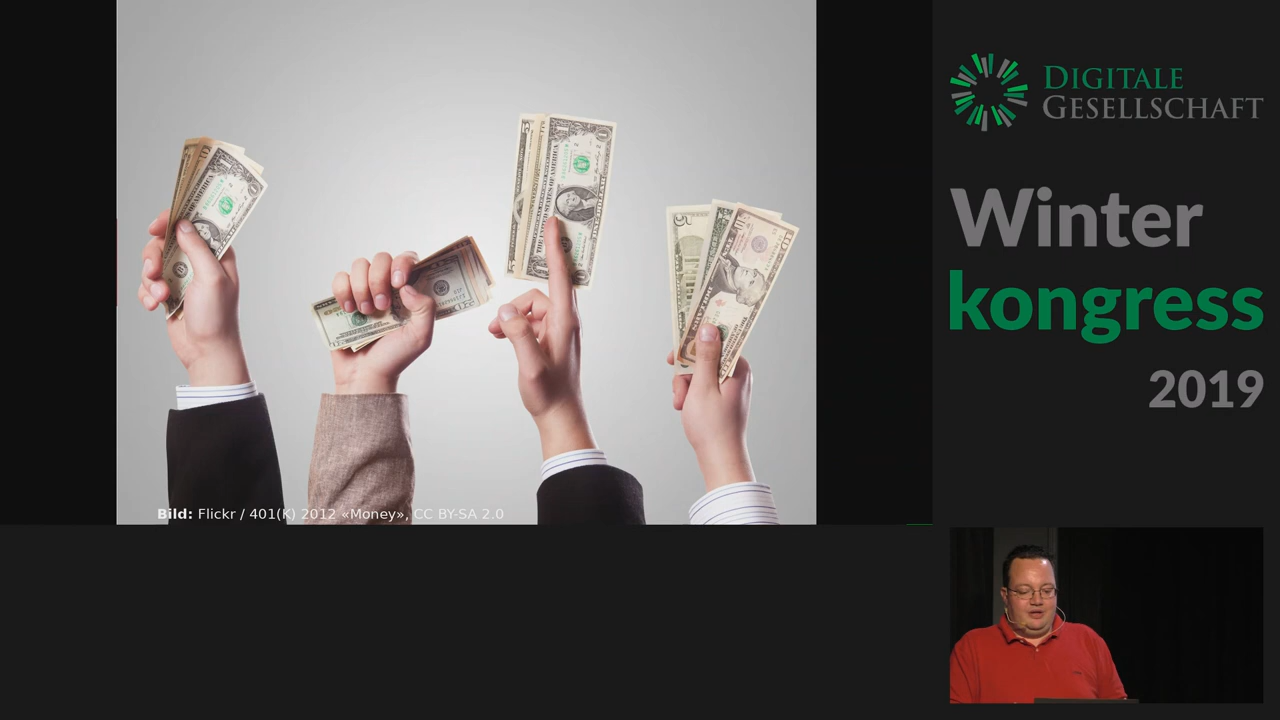 DIGITALE
GESELLSCHAFT
Winter
kongress
2019
Bild: Flickr / 401(K) 2012 «Money», CC BY-SA 2.0